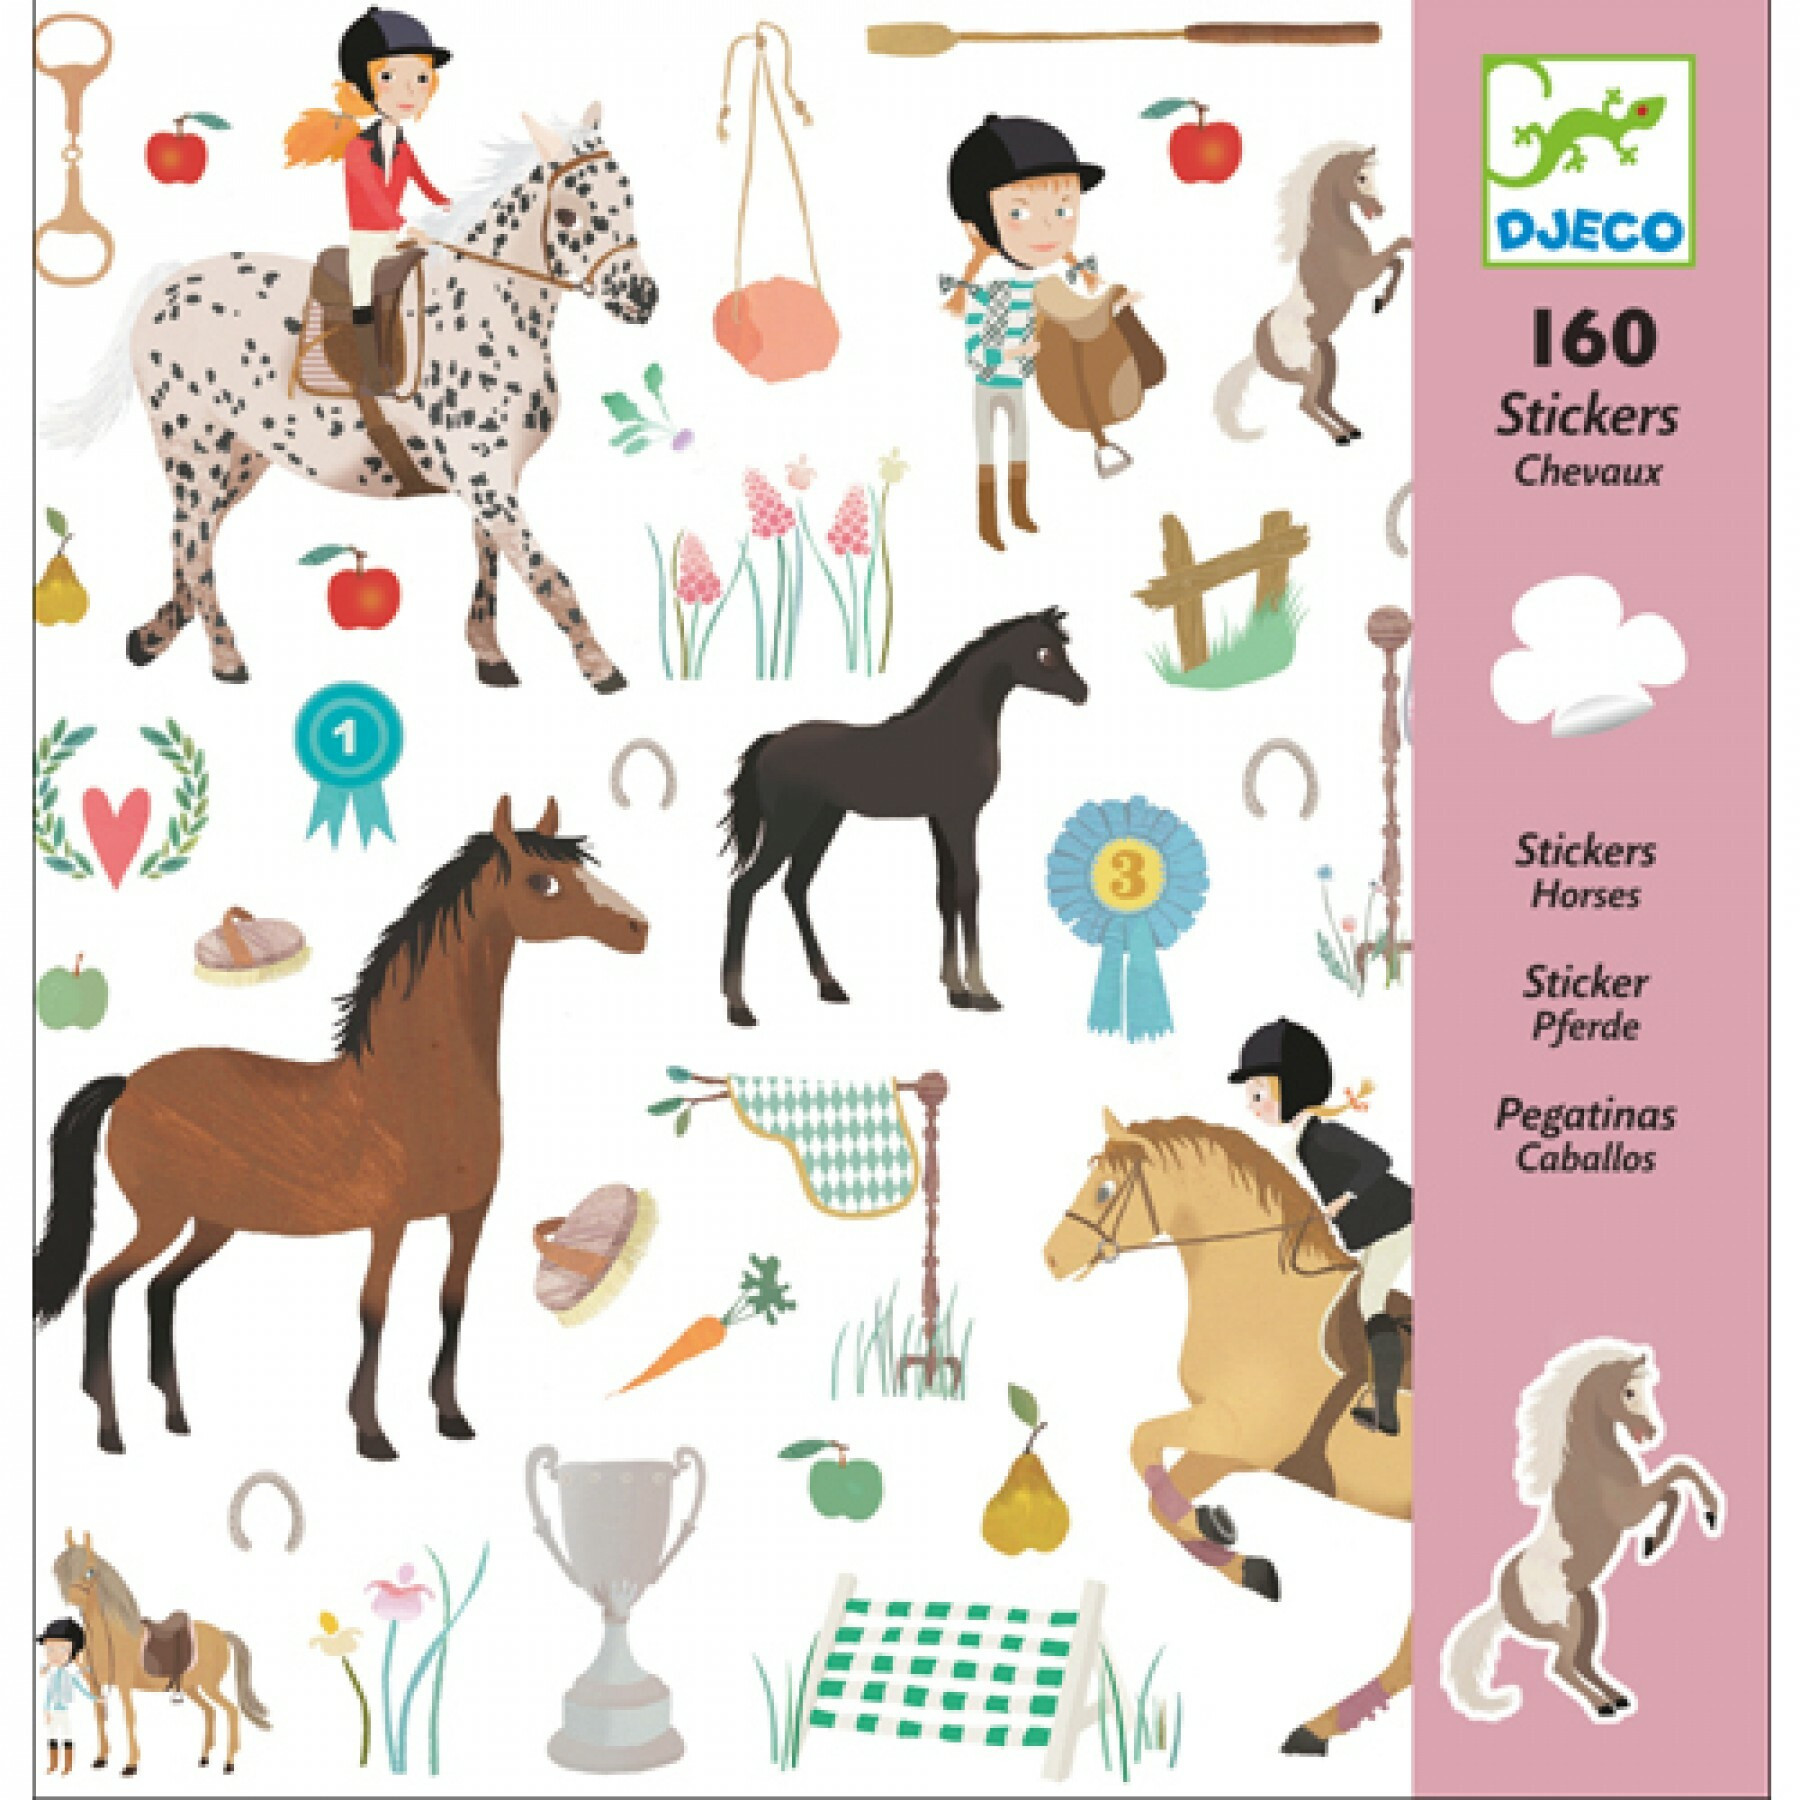 DJECO
160
Stickers
Chevaux
Stickers
Horses
Sticker
Pferde
Pegatinas
Caballos
1
3